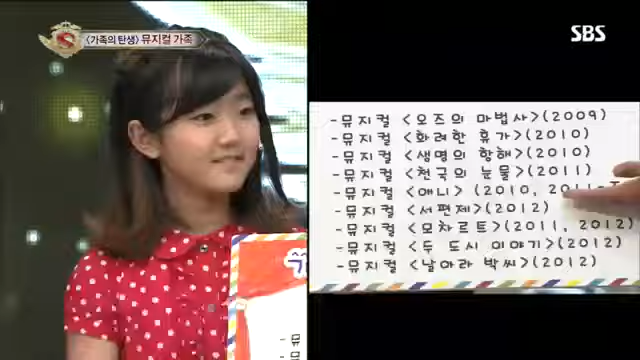 <가족의 탄생> 뮤지컬 가족
SBS
-뮤지컬 <오즈의 마법사>(2009)
-뮤지컬 <화려한 휴가>(2010)
-뮤지컬 <생명의 항해>(2010)
-뮤지컬 <천국의 눈물>(2011)
-뮤지컬 <애니> (2010, 2011
-뮤지컬 <서편제>(2012)
-뮤지컬 <모차르트>(2011, 2012)
-뮤지컬 <두 도시 이야기>(2012)
-뮤지컬 <날아라 박씨>(2012)
-뮤